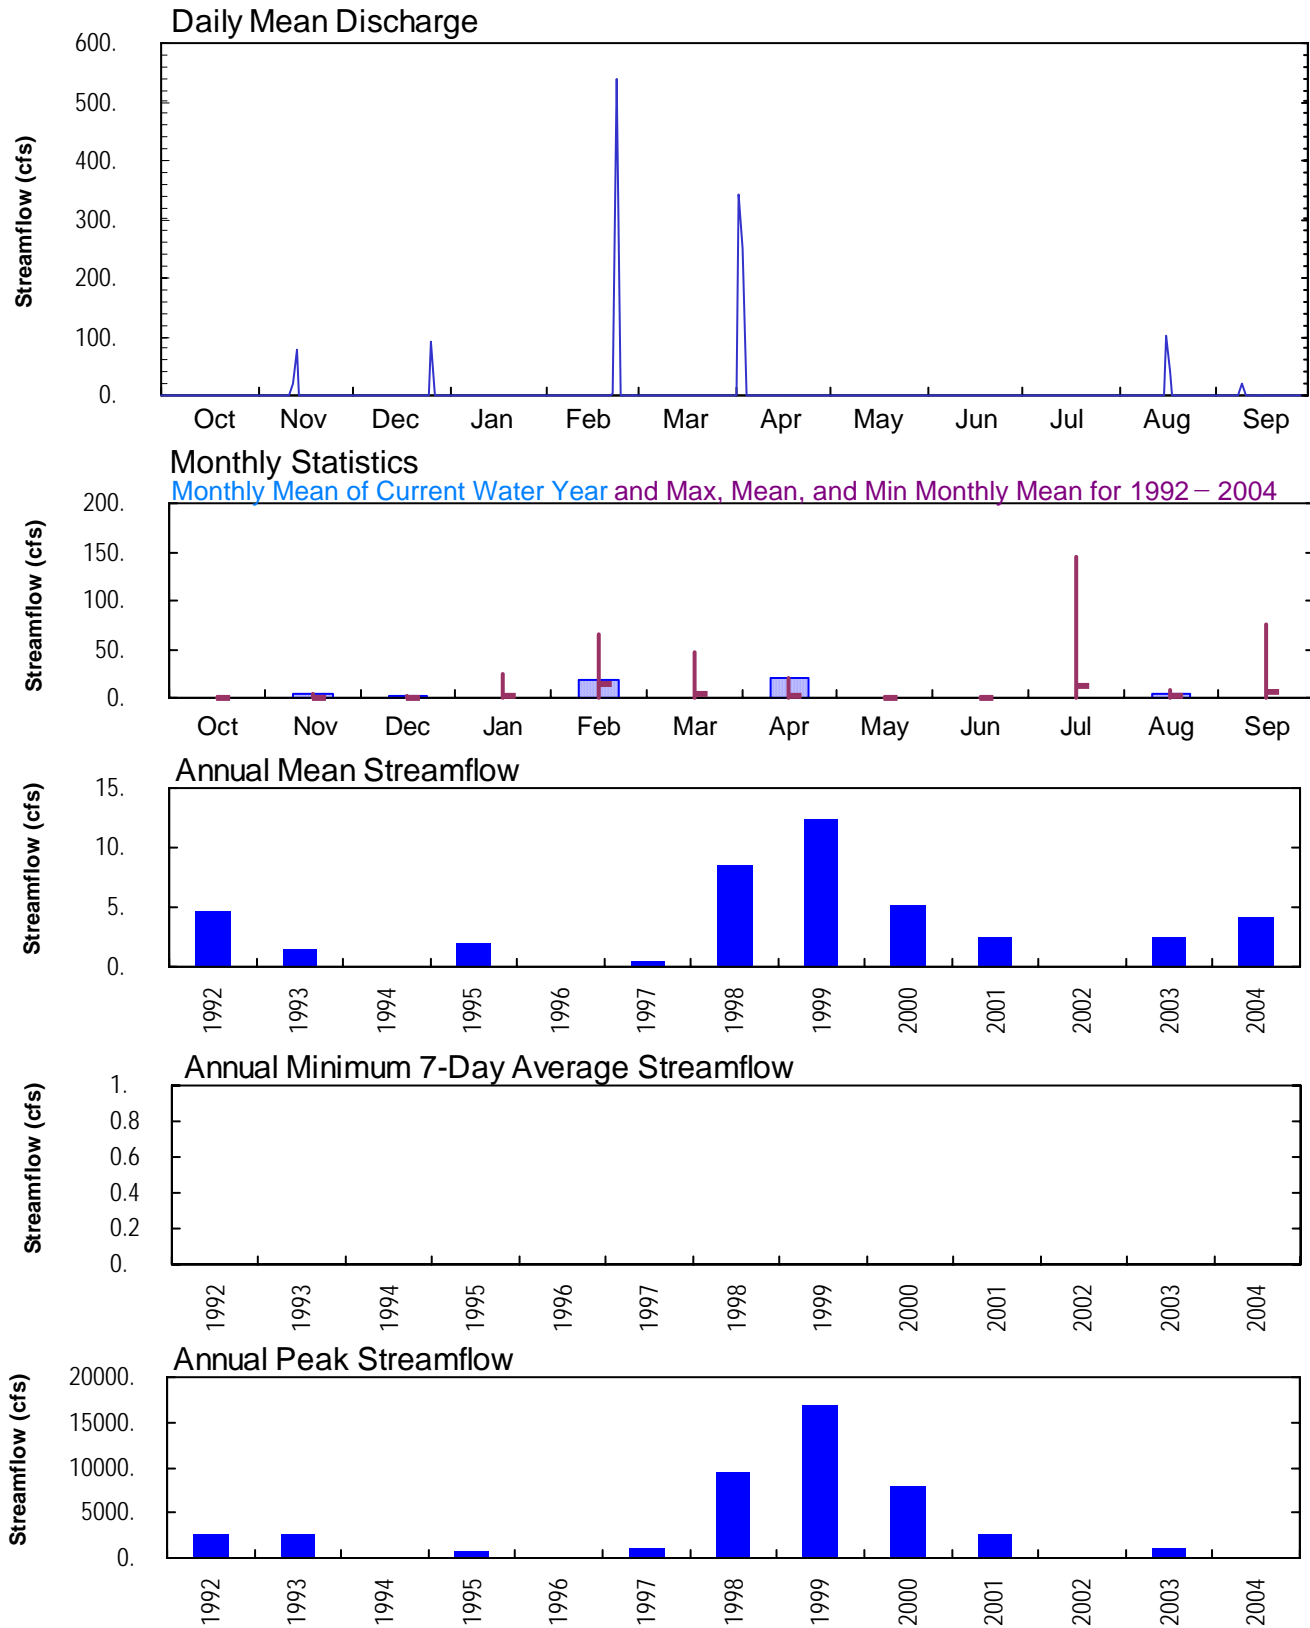 Daily Mean Discharge
Streamflow (cfs)
600.
500.
400.
300.
200.
100.
0.
Oct Nov Dec Jan Feb Mar Apr May Jun Jul Aug Sep
Monthly Statistics
Monthly Mean of Current Water Year and Max, Mean, and Min Monthly Mean for 1992 – 2004
Streamflow (cfs)
200.
150.
100.
50.
0.
Oct Nov Dec Jan Feb Mar Apr May Jun Jul Aug Sep
Annual Mean Streamflow
Streamflow (cfs)
15.
10.
5.
0.
1992 1993 1994 1995 1996 1997 1998 1999 2000 2001 2002 2003 2004
Annual Minimum 7-Day Average Streamflow
Streamflow (cfs)
1.
0.8
0.6
0.4
0.2
0.
1992 1993 1994 1995 1996 1997 1998 1999 2000 2001 2002 2003 2004
Annual Peak Streamflow
Streamflow (cfs)
20000.
15000.
10000.
5000.
0.
1992 1993 1994 1995 1996 1997 1998 1999 2000 2001 2002 2003 2004